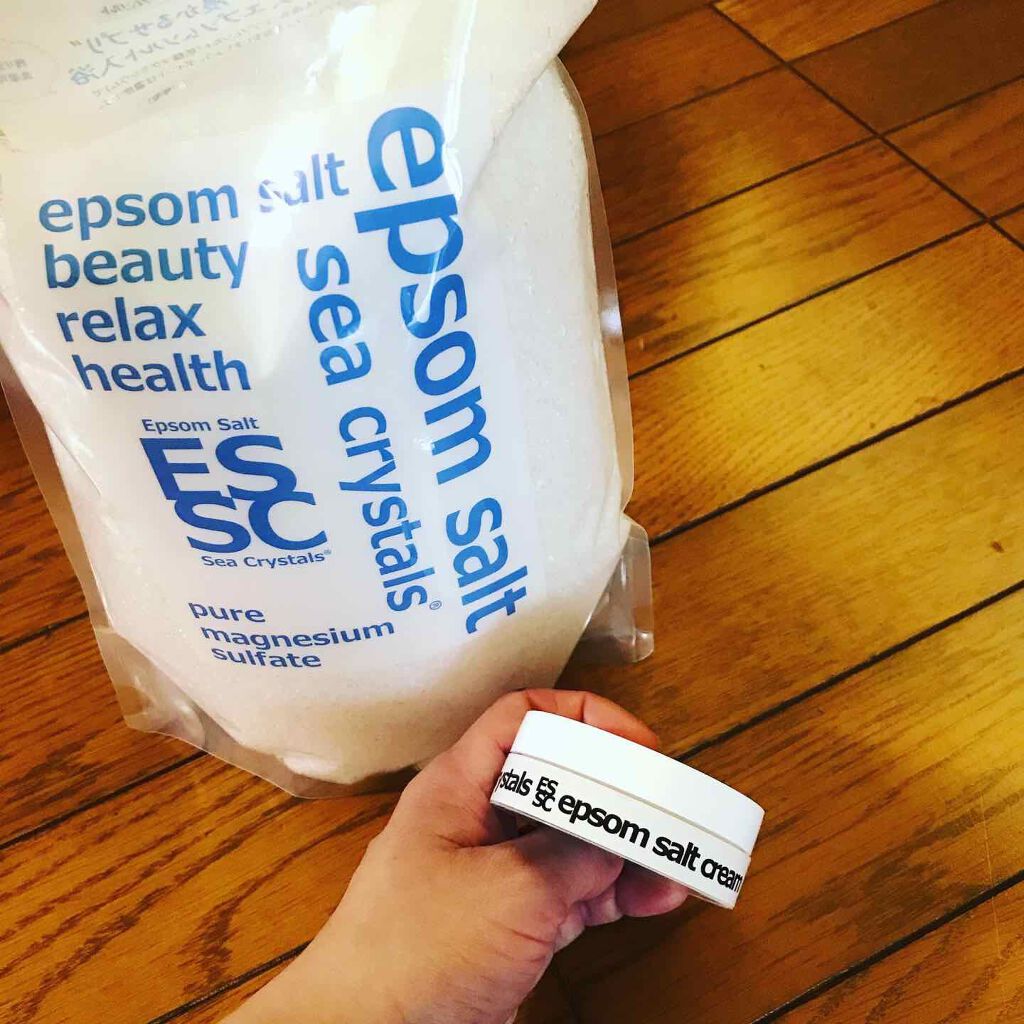 epsom salt
beauty
relax
health
epsom salt
sea crystals®
Epsom Salt
ES
SC
Sea Crystals®
pure
magnesium
sulfate
ES
SC
epsom salt cream